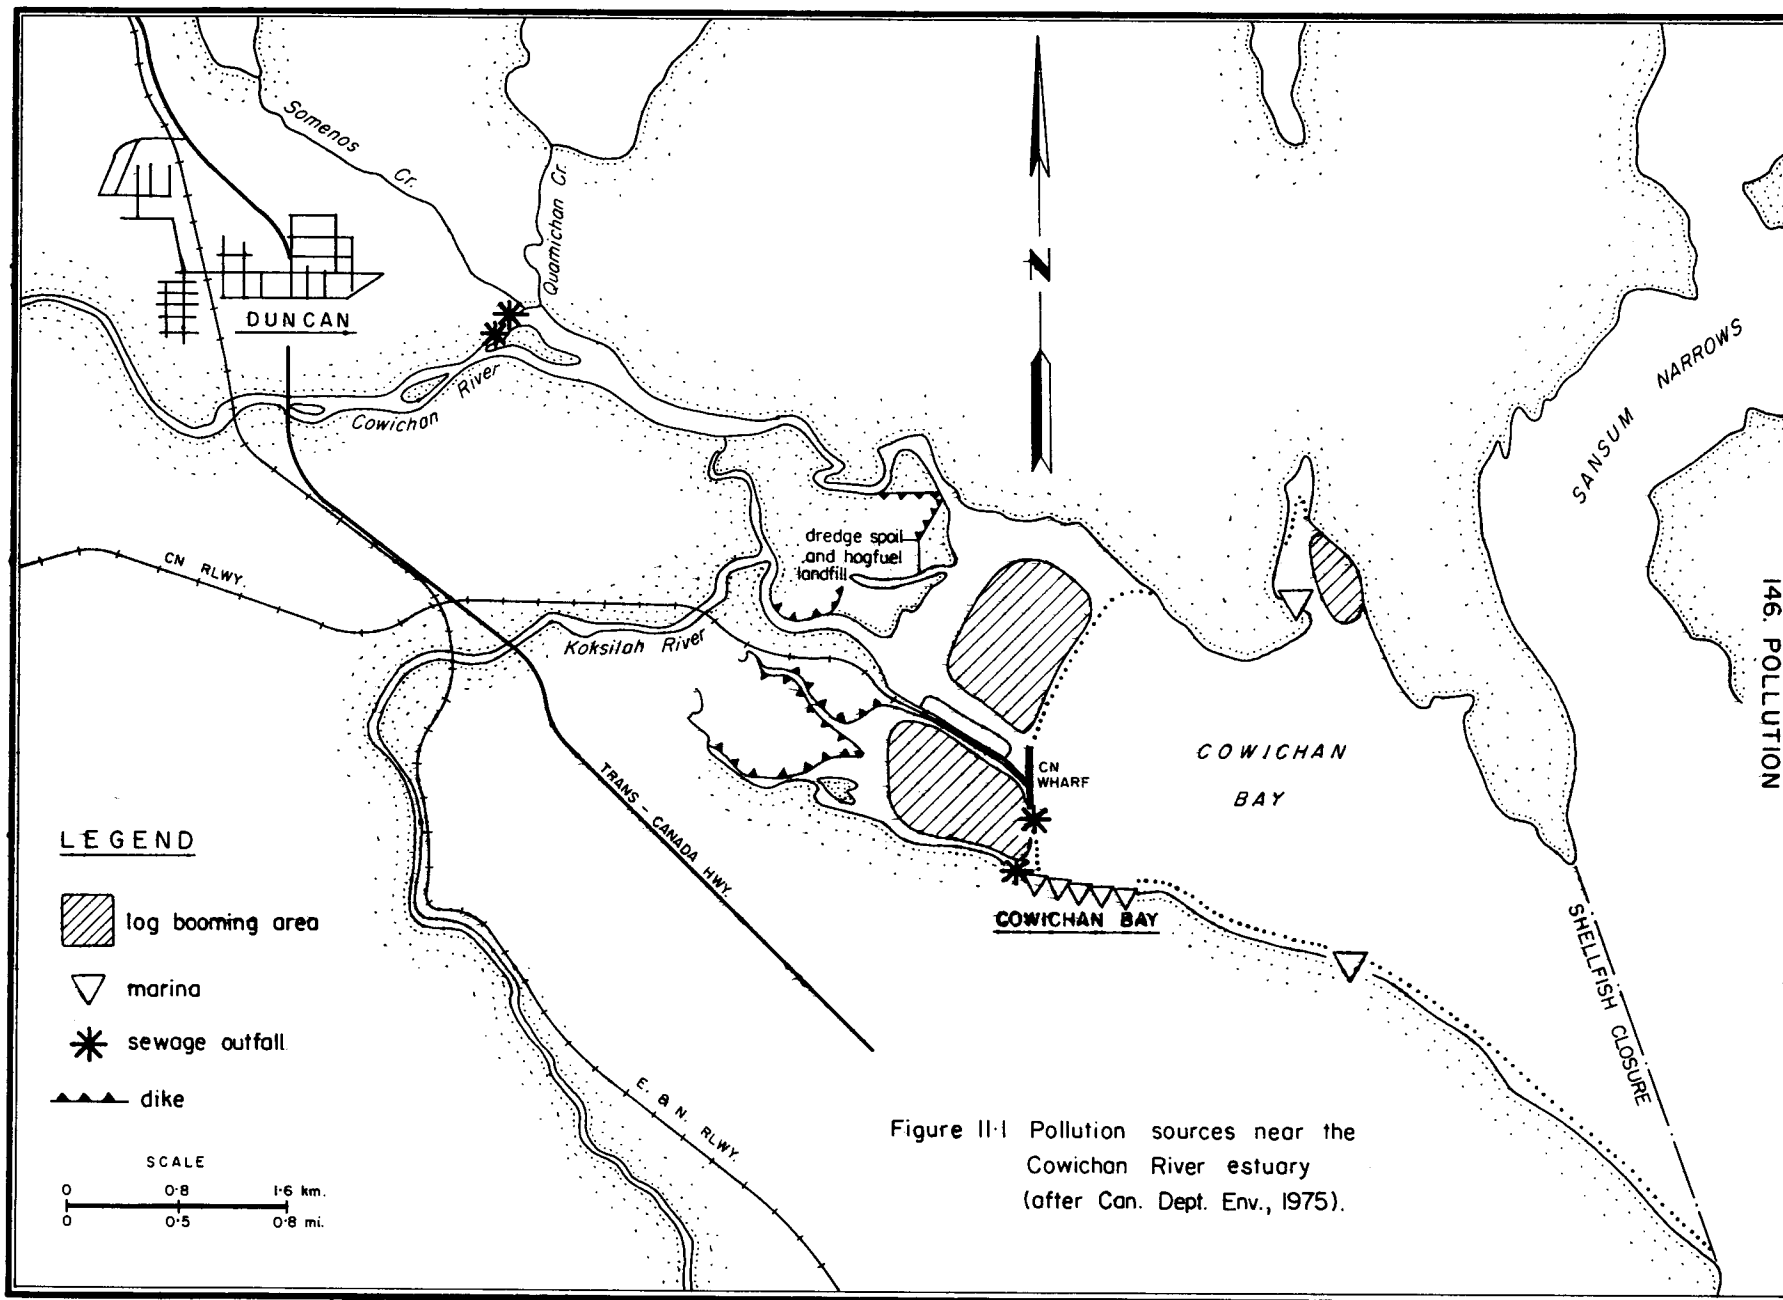 Somenos Cr.
Quamichan Cr.
N
DUNCAN
Cowichan River
SANSUM NARROWS
dredge spoil
and hogfuel
landfill
CN RLWY.
Koksilah River
146. POLLUTION
COWICHAN
BAY
CN
WHARF
TRANS-CANADA HWY.
COWICHAN BAY
SHELLFISH CLOSURE
E. & N. RLWY.
LEGEND
log booming area
marina
sewage outfall
dike
SCALE
0 0·8 1·6 km.
0 0·5 0·8 mi.
Figure II·I Pollution sources near the
Cowichan River estuary
(after Can. Dept. Env., 1975).